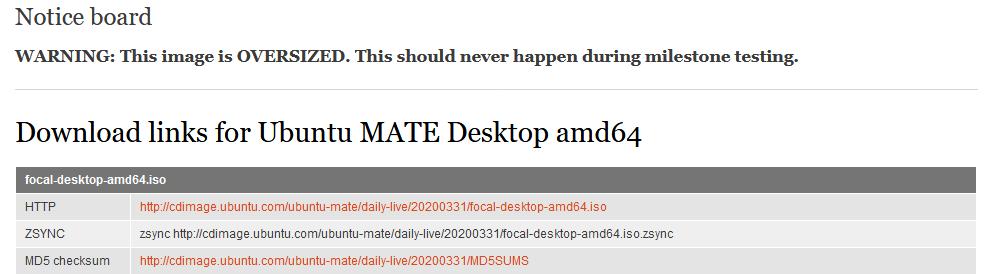 Notice board
WARNING: This image is OVERSIZED. This should never happen during milestone testing.
Download links for Ubuntu MATE Desktop amd64
focal-desktop-amd64.iso
HTTP http://cdimage.ubuntu.com/ubuntu-mate/daily-live/20200331/focal-desktop-amd64.iso
ZSYNC zsync http://cdimage.ubuntu.com/ubuntu-mate/daily-live/20200331/focal-desktop-amd64.iso.zsync
MD5 checksum http://cdimage.ubuntu.com/ubuntu-mate/daily-live/20200331/MD5SUMS